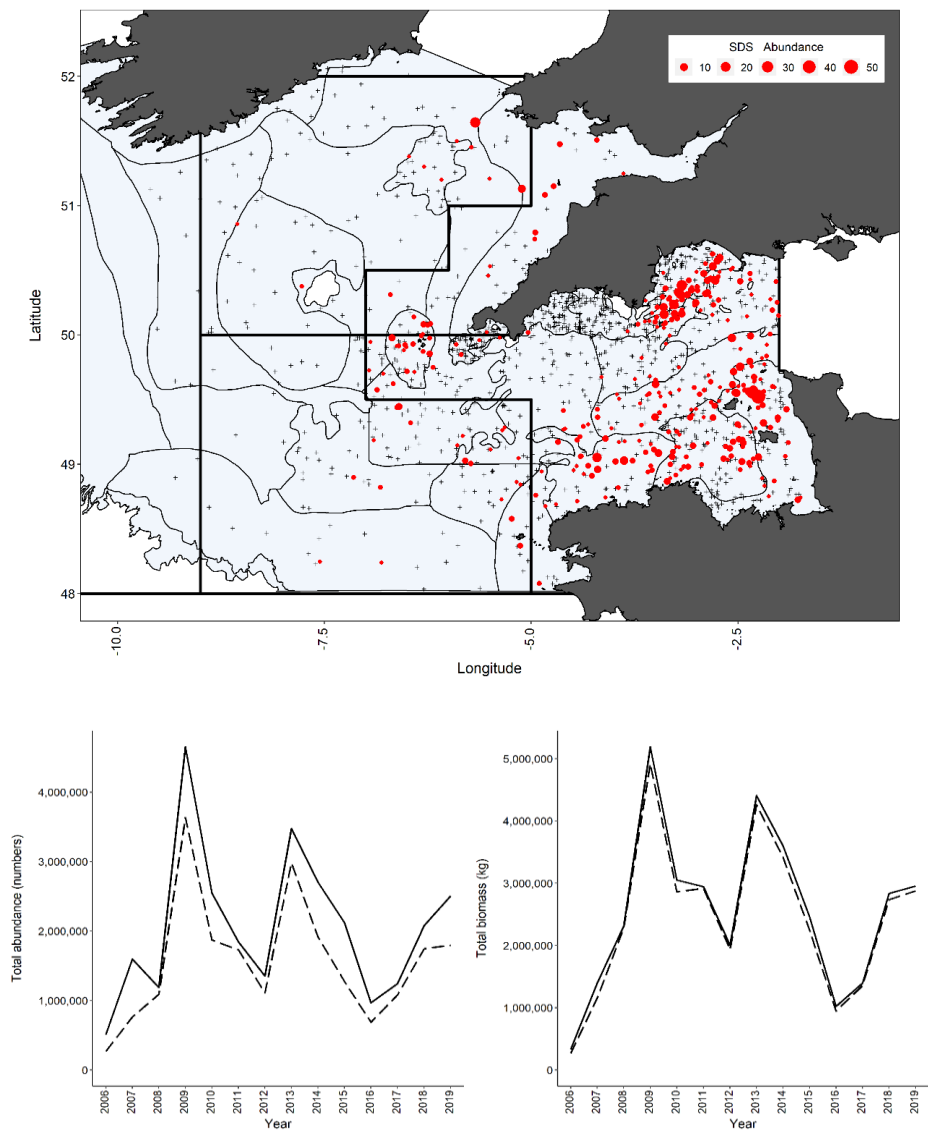 SDS Abundance
10 20 30 40 50
52
51
50
49
48
Latitude
-10.0 -7.5 -5.0 -2.5
Longitude
4,000,000
3,000,000
2,000,000
1,000,000
0
Total abundance (numbers)
2006 2007 2008 2009 2010 2011 2012 2013 2014 2015 2016 2017 2018 2019
Year
5,000,000
4,000,000
3,000,000
2,000,000
1,000,000
0
Total biomass (kg)
2006 2007 2008 2009 2010 2011 2012 2013 2014 2015 2016 2017 2018 2019
Year